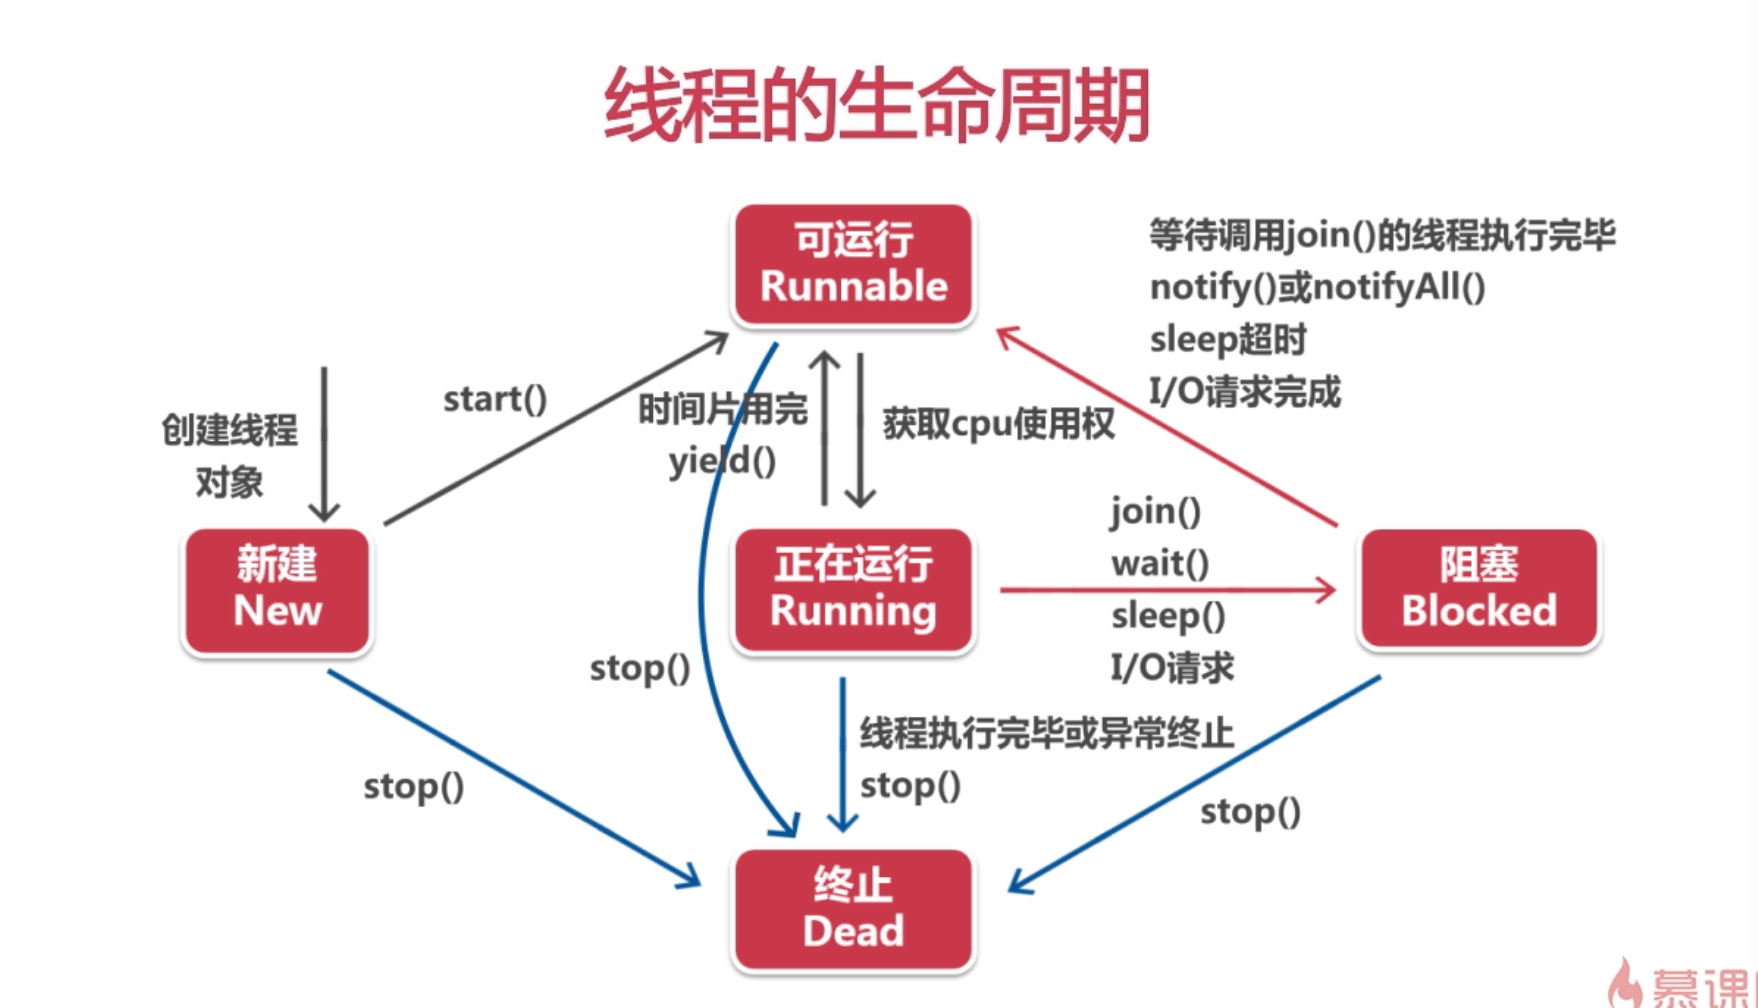 线程的生命周期
可运行
Runnable
等待调用join()的线程执行完毕
notify()或notifyAll()
sleep超时
I/O请求完成
start()
时间片用完
yield()
获取cpu使用权
创建线程
对象
新建
New
正在运行
Running
join()
wait()
sleep()
I/O请求
阻塞
Blocked
stop()
线程执行完毕或异常终止
stop()
stop()
stop()
终止
Dead
慕课